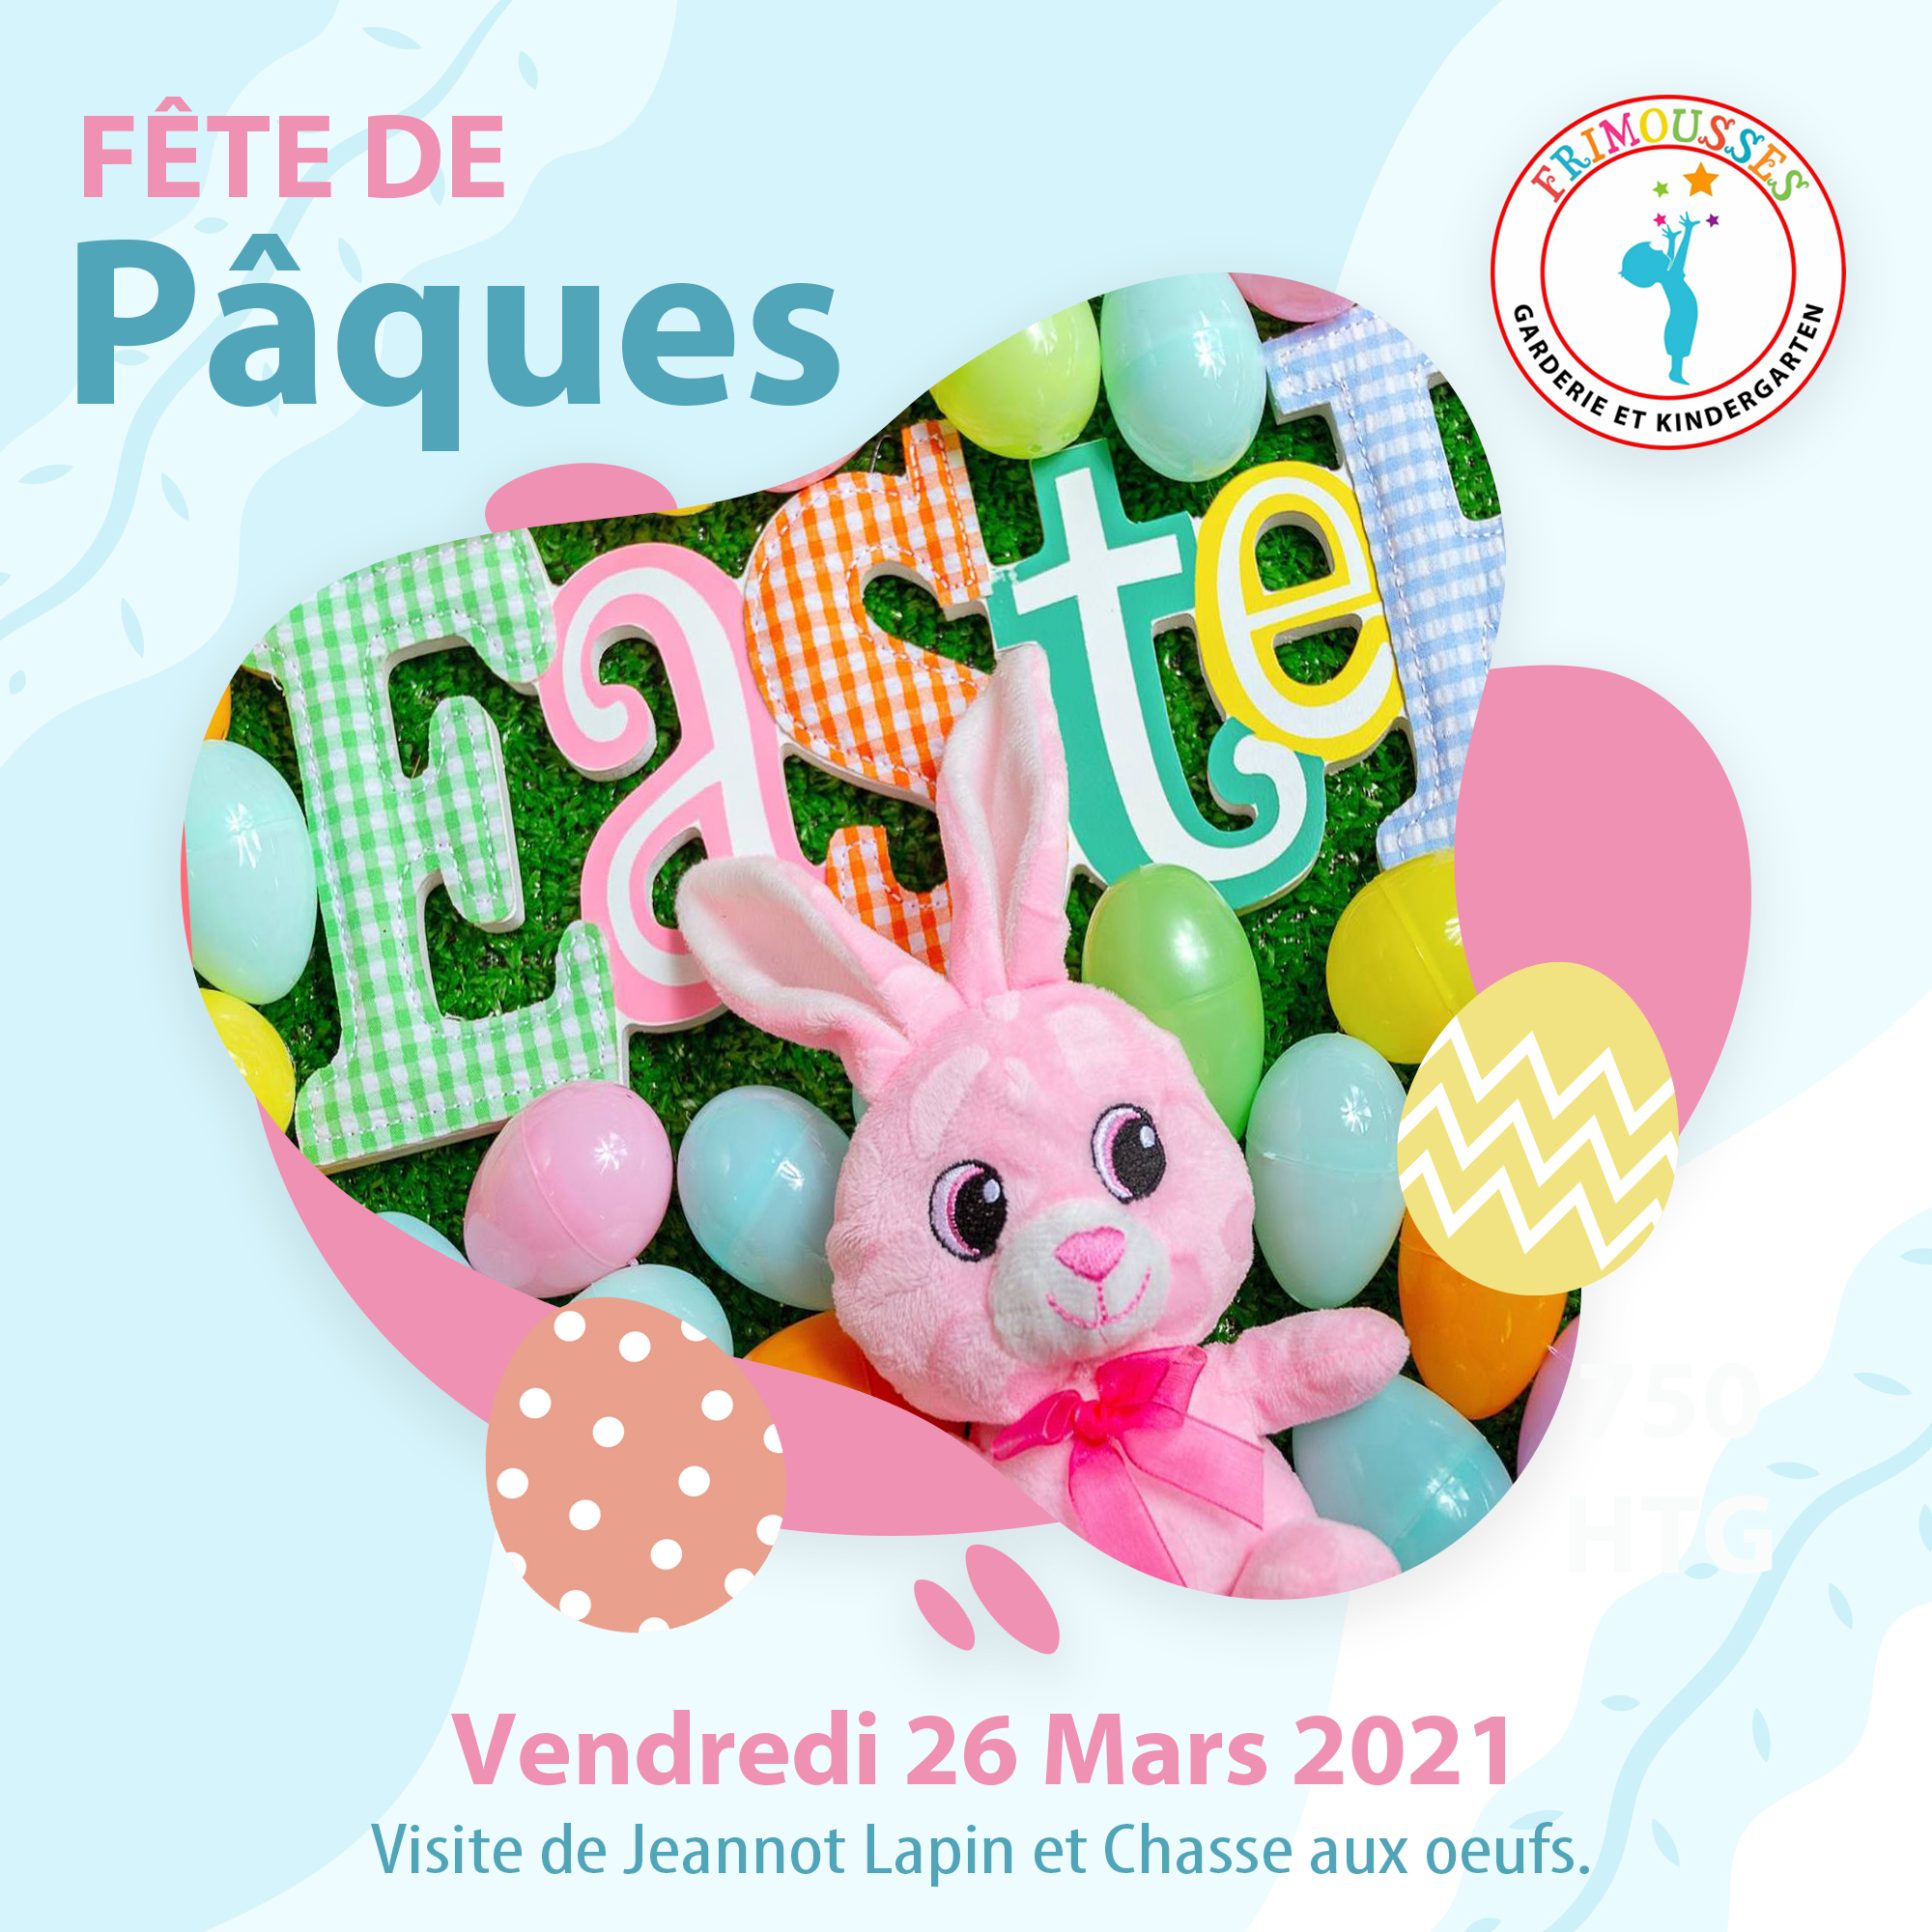 FÊTE DE
Pâques
FRIMOUSSES
GARDERIE ET KINDERGARTEN
Easter
750
HTG
Vendredi 26 Mars 2021
Visite de Jeannot Lapin et Chasse aux oeufs.